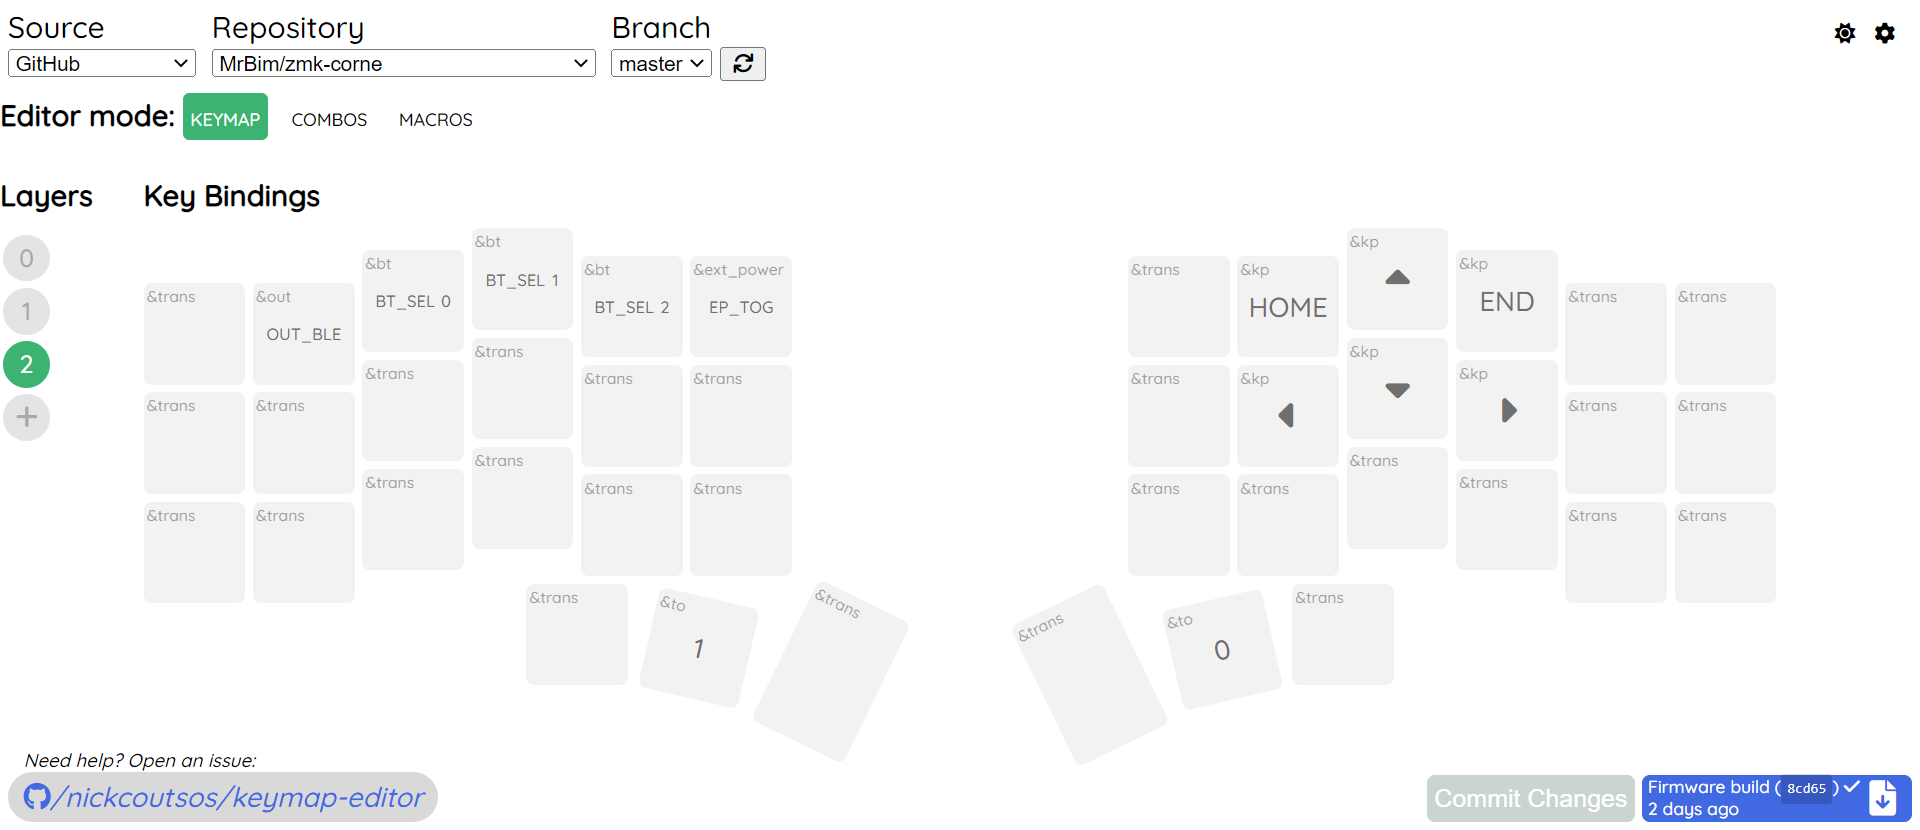 Source Repository Branch
GitHub MrBim/zmk-corne master
Editor mode: KEYMAP COMBOS MACROS
Layers Key Bindings
0
1
2
&trans &out &bt &bt &bt &ext_power &trans &kp &kp &kp &trans &trans
OUT_BLE BT_SEL 0 BT_SEL 1 BT_SEL 2 EP_TOG HOME END
&trans &trans &trans &trans &trans &trans &trans &kp &kp &kp &trans &trans
&trans &trans &trans &trans &trans &trans &trans &trans &trans &trans &trans &trans
&trans &to &trans &trans &to &trans
1 0
Need help? Open an issue:
/nickcoutsos/keymap-editor
Commit Changes
Firmware build (8cd65)
2 days ago